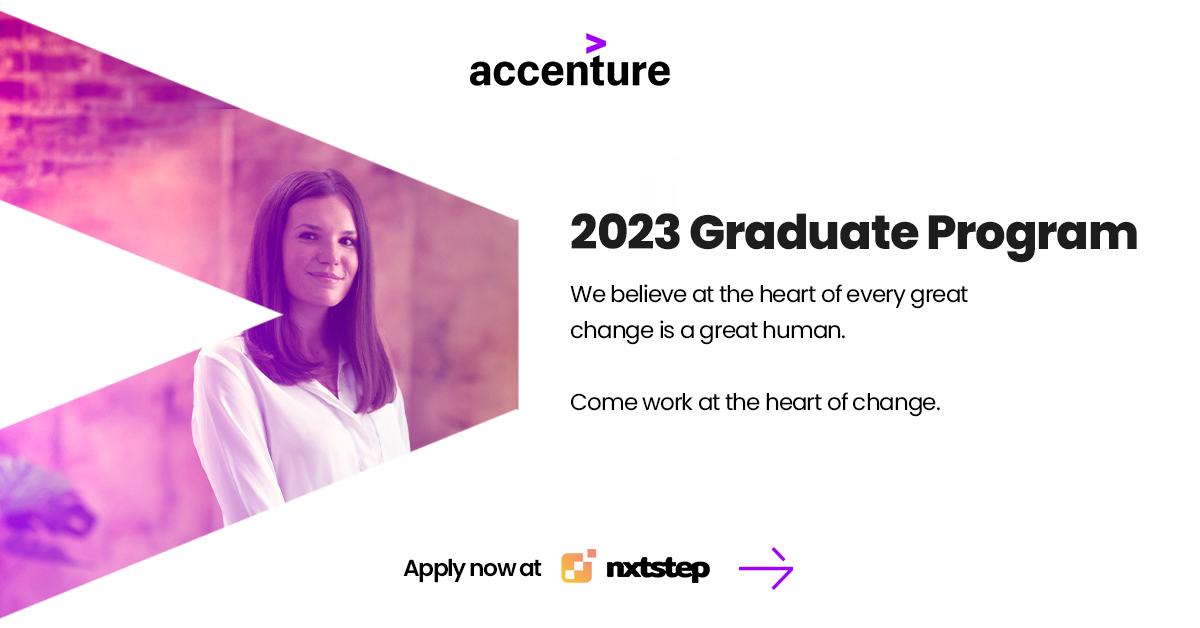 accenture
2023 Graduate Program
We believe at the heart of every great
change is a great human.
Come work at the heart of change.
Apply now at nxtstep